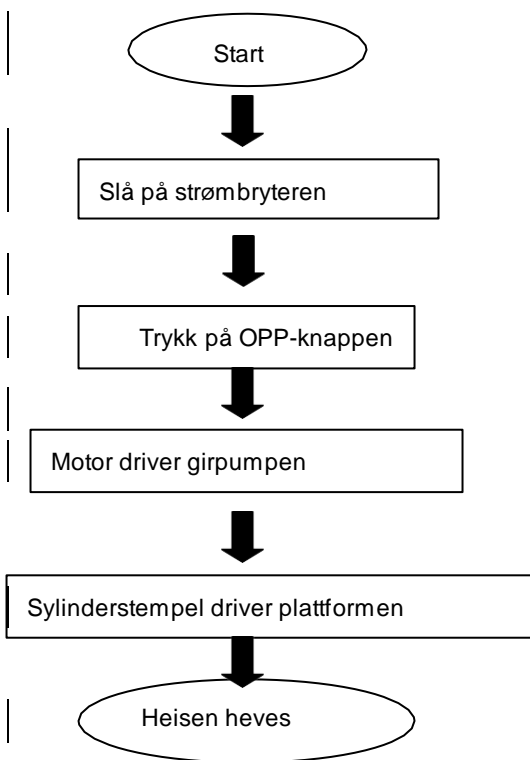 Start
Slå på strømbryteren
Trykk på OPP-knappen
Motor driver girpumpen
Sylinderstempel driver plattformen
Heisen heves